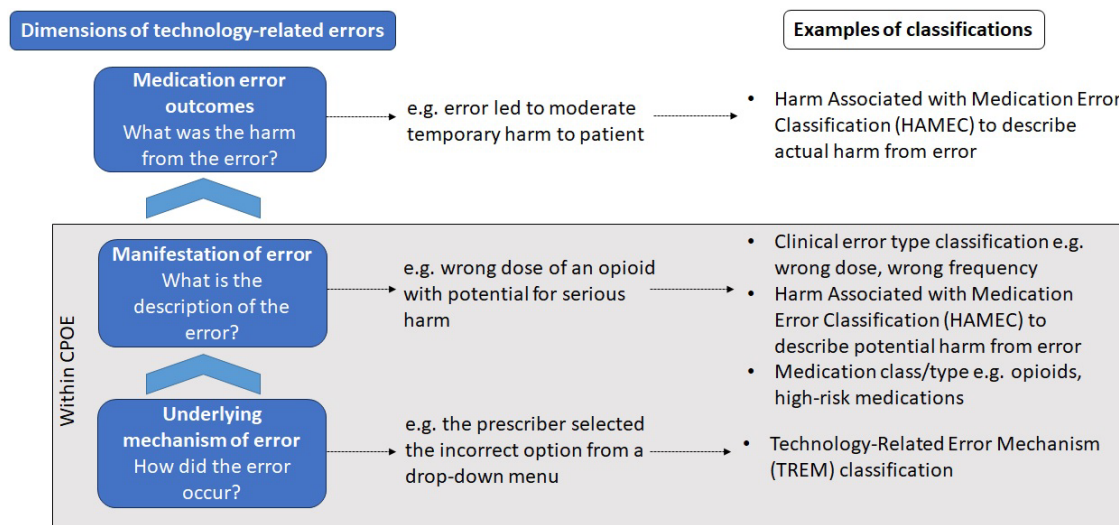 Dimensions of technology-related errors
Examples of classifications
Medication error
outcomes
What was the harm
from the error?
e.g. error led to moderate
temporary harm to patient
• Harm Associated with Medication Error
Classification (HAMEC) to describe
actual harm from error
Within CPOE
Manifestation of error
What is the
description of the
error?
e.g. wrong dose of an opioid
with potential for serious
harm
• Clinical error type classification e.g.
wrong dose, wrong frequency
• Harm Associated with Medication
Error Classification (HAMEC) to
describe potential harm from error
• Medication class/type e.g. opioids,
high-risk medications
Underlying
mechanism of error
How did the error
occur?
e.g. the prescriber selected
the incorrect option from a
drop-down menu
• Technology-Related Error Mechanism
(TREM) classification